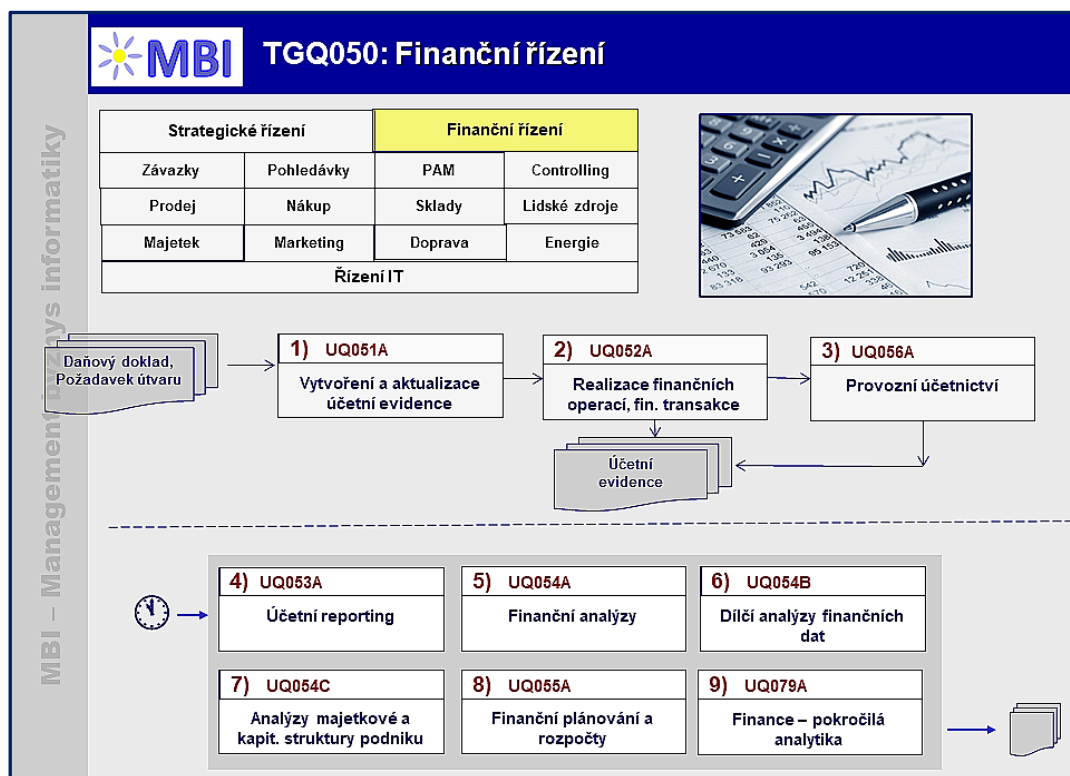 MBI
TGQ050: Finanční řízení
MBI – Management byznys informatiky
Strategické řízení
Finanční řízení
Závazky
Pohledávky
PAM
Controlling
Prodej
Nákup
Sklady
Lidské zdroje
Majetek
Marketing
Doprava
Energie
Řízení IT
Daňový doklad,
Požadavek útvaru
1) UQ051A
Vytvoření a aktualizace
účetní evidence
2) UQ052A
Realizace finančních
operací, fin. transakce
3) UQ056A
Provozní účetnictví
Účetní
evidence
4) UQ053A
Účetní reporting
5) UQ054A
Finanční analýzy
6) UQ054B
Dílčí analýzy finančních
dat
7) UQ054C
Analýzy majetkové a
kapit. struktury podniku
8) UQ055A
Finanční plánování a
rozpočty
9) UQ079A
Finance – pokročilá
analytika